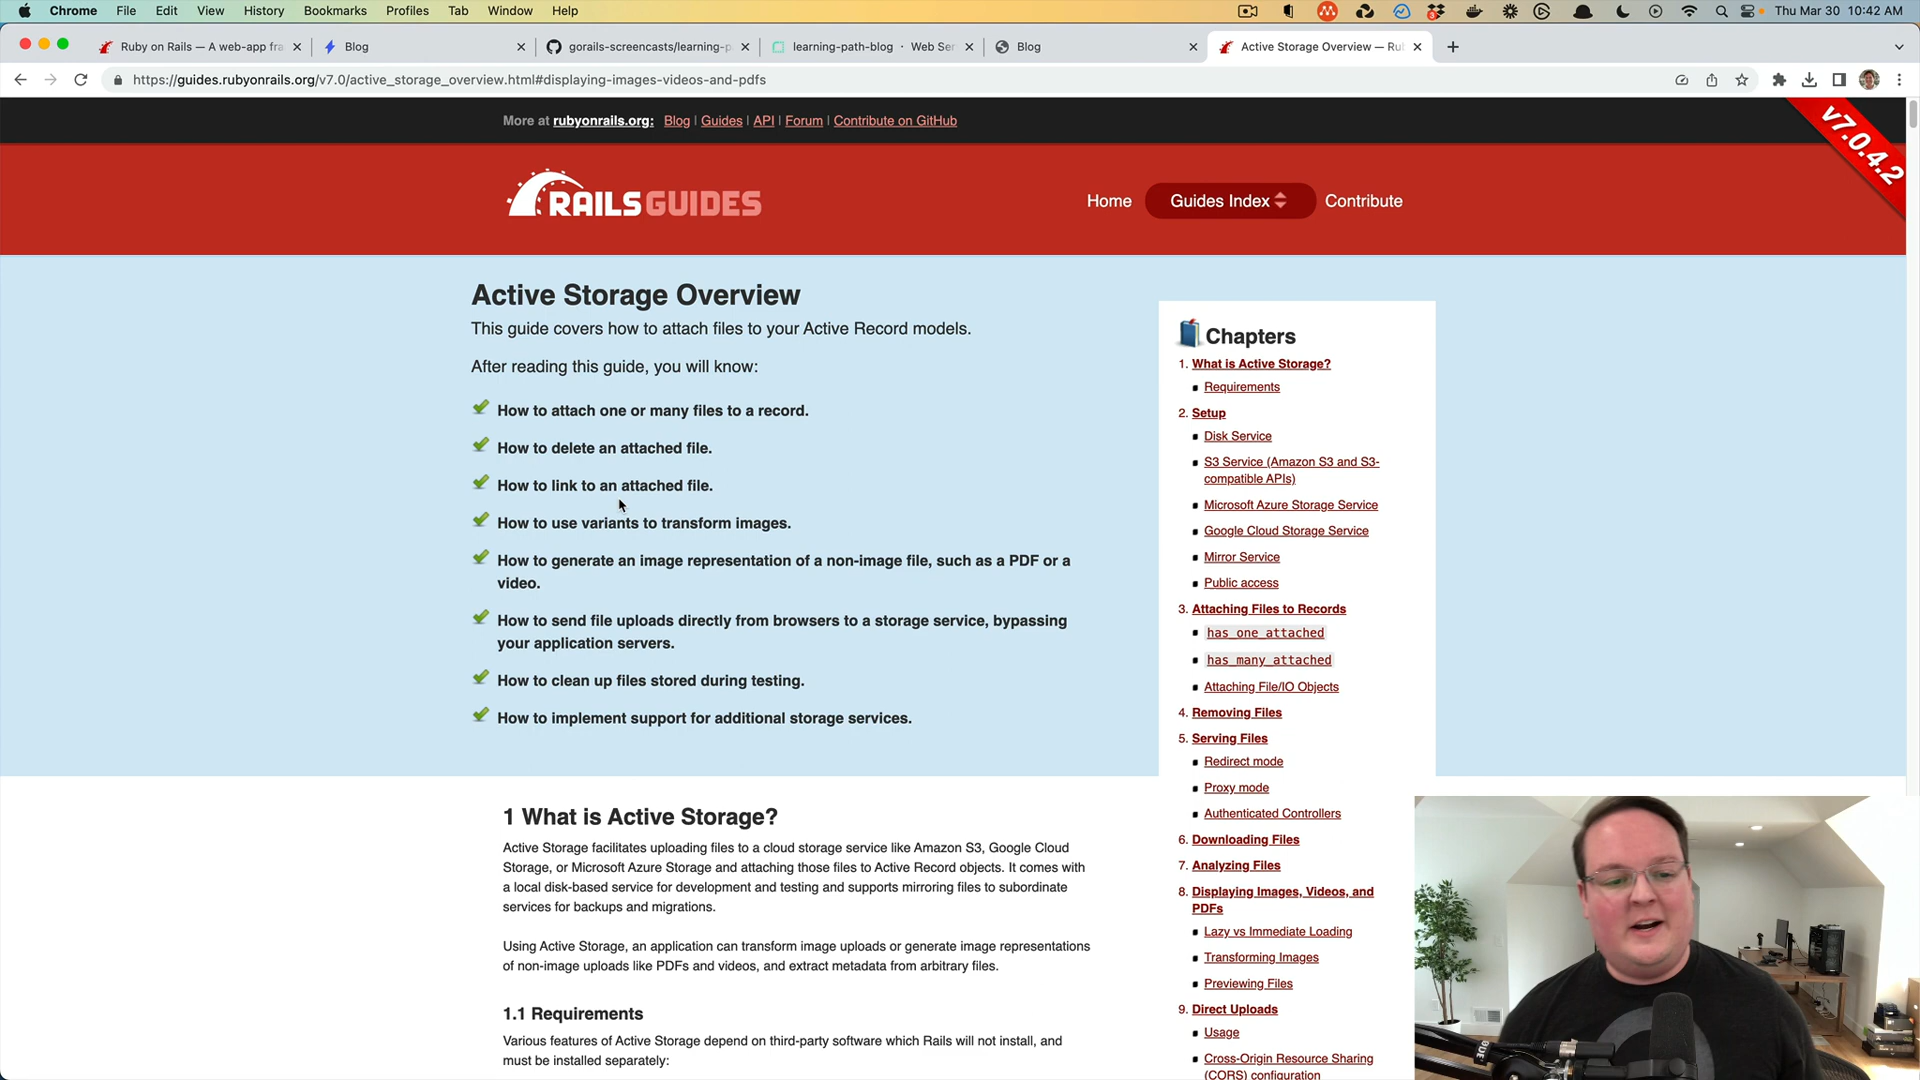 Chrome File Edit View History Bookmarks Profiles Tab Window Help
Thu Mar 30 10:42 AM
Ruby on Rails — A web-app fra
Blog
gorails-screencasts/learning-p
learning-path-blog · Web Ser
Blog
Active Storage Overview — Ru
https://guides.rubyonrails.org/v7.0/active_storage_overview.html#displaying-images-videos-and-pdfs
More at rubyonrails.org: Blog | Guides | API | Forum | Contribute on GitHub
v7.0.4.2
RAILSGUIDES
Home
Guides Index
Contribute
Active Storage Overview
This guide covers how to attach files to your Active Record models.
After reading this guide, you will know:
How to attach one or many files to a record.
How to delete an attached file.
How to link to an attached file.
How to use variants to transform images.
How to generate an image representation of a non-image file, such as a PDF or a
video.
How to send file uploads directly from browsers to a storage service, bypassing
your application servers.
How to clean up files stored during testing.
How to implement support for additional storage services.
Chapters
1. What is Active Storage?
Requirements
2. Setup
Disk Service
S3 Service (Amazon S3 and S3-
compatible APIs)
Microsoft Azure Storage Service
Google Cloud Storage Service
Mirror Service
Public access
3. Attaching Files to Records
has_one_attached
has_many_attached
Attaching File/IO Objects
4. Removing Files
5. Serving Files
Redirect mode
Proxy mode
Authenticated Controllers
6. Downloading Files
7. Analyzing Files
8. Displaying Images, Videos, and
PDFs
Lazy vs Immediate Loading
Transforming Images
Previewing Files
9. Direct Uploads
Usage
Cross-Origin Resource Sharing
(CORS) configuration
1 What is Active Storage?
Active Storage facilitates uploading files to a cloud storage service like Amazon S3, Google Cloud
Storage, or Microsoft Azure Storage and attaching those files to Active Record objects. It comes with
a local disk-based service for development and testing and supports mirroring files to subordinate
services for backups and migrations.
Using Active Storage, an application can transform image uploads or generate image representations
of non-image uploads like PDFs and videos, and extract metadata from arbitrary files.
1.1 Requirements
Various features of Active Storage depend on third-party software which Rails will not install, and
must be installed separately: